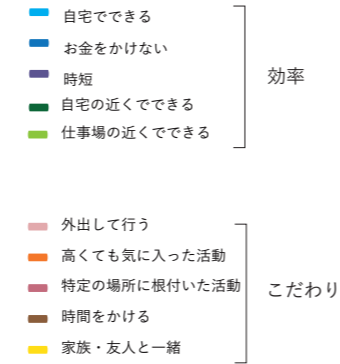 自宅でできる
お金をかけない
時短
自宅の近くでできる
仕事場の近くでできる
効率
外出して行う
高くても気に入った活動
特定の場所に根付いた活動
時間をかける
家族・友人と一緒
こだわり